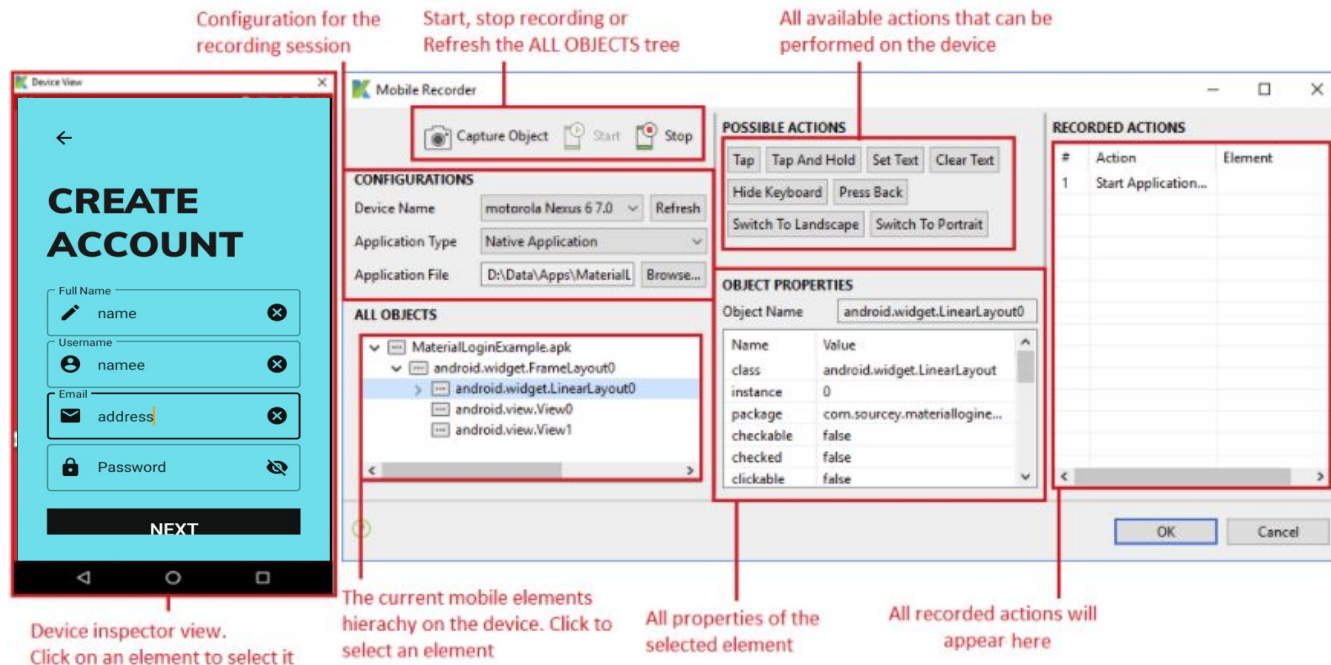 Configuration for the
recording session
Start, stop recording or
Refresh the ALL OBJECTS tree
All available actions that can be
performed on the device
Device View
CREATE
ACCOUNT
Full Name
name
Username
namee
Email
address
Password
NEXT
Mobile Recorder
Capture Object Start Stop
CONFIGURATIONS
Device Name motorola Nexus 6 7.0 Refresh
Application Type Native Application
Application File D:\Data\Apps\MaterialL Browse...
ALL OBJECTS
MaterialLoginExample.apk
android.widget.FrameLayout0
android.widget.LinearLayout0
android.view.View0
android.view.View1
POSSIBLE ACTIONS
Tap Tap And Hold Set Text Clear Text
Hide Keyboard Press Back
Switch To Landscape Switch To Portrait
OBJECT PROPERTIES
Object Name android.widget.LinearLayout0
Name Value
class android.widget.LinearLayout
instance 0
package com.sourcey.materiallogine...
checkable false
checked false
clickable false
RECORDED ACTIONS
# Action Element
1 Start Application...
OK Cancel
Device inspector view.
Click on an element to select it
The current mobile elements
hierachy on the device. Click to
select an element
All properties of the
selected element
All recorded actions will
appear here